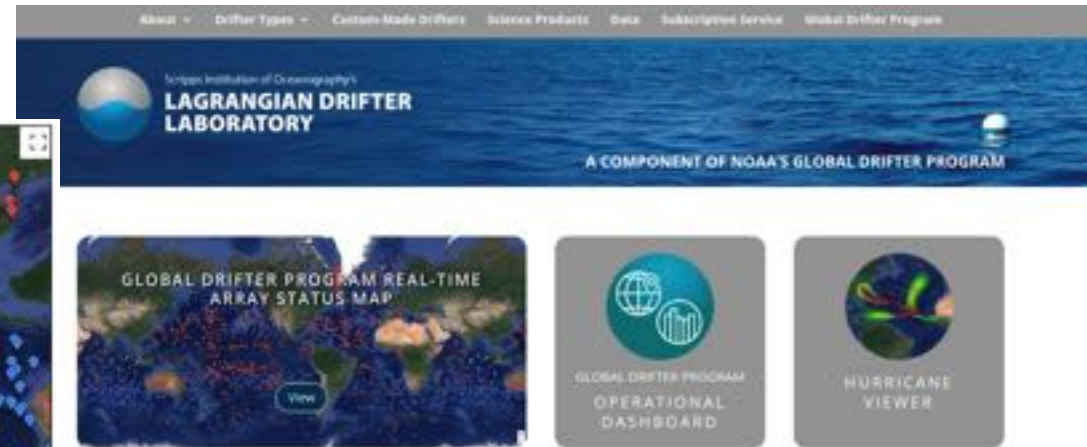 About Drifter Types Custom-Made Drifters Science Products Data Subscription Service Global Drifter Program
Scripps Institution of Oceanography's
LAGRANGIAN DRIFTER
LABORATORY
A COMPONENT OF NOAA'S GLOBAL DRIFTER PROGRAM
GLOBAL DRIFTER PROGRAM REAL-TIME
ARRAY STATUS MAP
View
GLOBAL DRIFTER PROGRAM
OPERATIONAL
DASHBOARD
HURRICANE
VIEWER